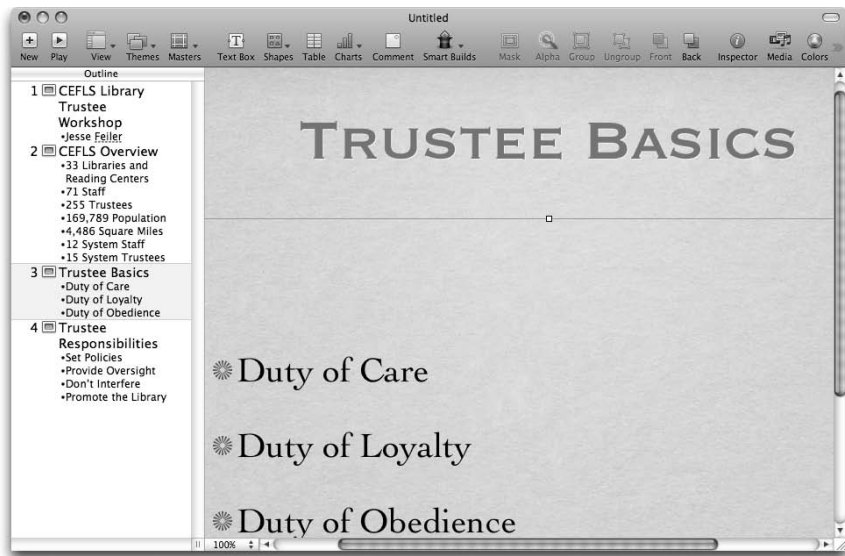 Untitled
New Play View Themes Masters Text Box Shapes Table Charts Comment Smart Builds Mask Alpha Group Ungroup Front Back Inspector Media Colors
Outline
1 CEFLS Library
Trustee
Workshop
•Jesse Feiler
2 CEFLS Overview
•33 Libraries and
Reading Centers
•71 Staff
•255 Trustees
•169,789 Population
•4,486 Square Miles
•12 System Staff
•15 System Trustees
3 Trustee Basics
•Duty of Care
•Duty of Loyalty
•Duty of Obedience
4 Trustee
Responsibilities
•Set Policies
•Provide Oversight
•Don't Interfere
•Promote the Library
Trustee Basics
Duty of Care
Duty of Loyalty
Duty of Obedience
100%